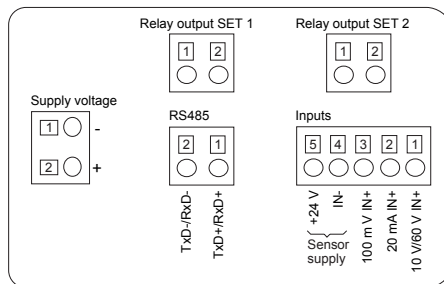 Relay output SET 1
Relay output SET 2
1 2
1 2
Supply voltage
1 -
2 +
RS485
2 1
TxD-/RxD-
TxD+/RxD+
Inputs
5 4 3 2 1
+24 V
IN-
100 m V IN+
20 mA IN+
10 V/60 V IN+
Sensor
supply